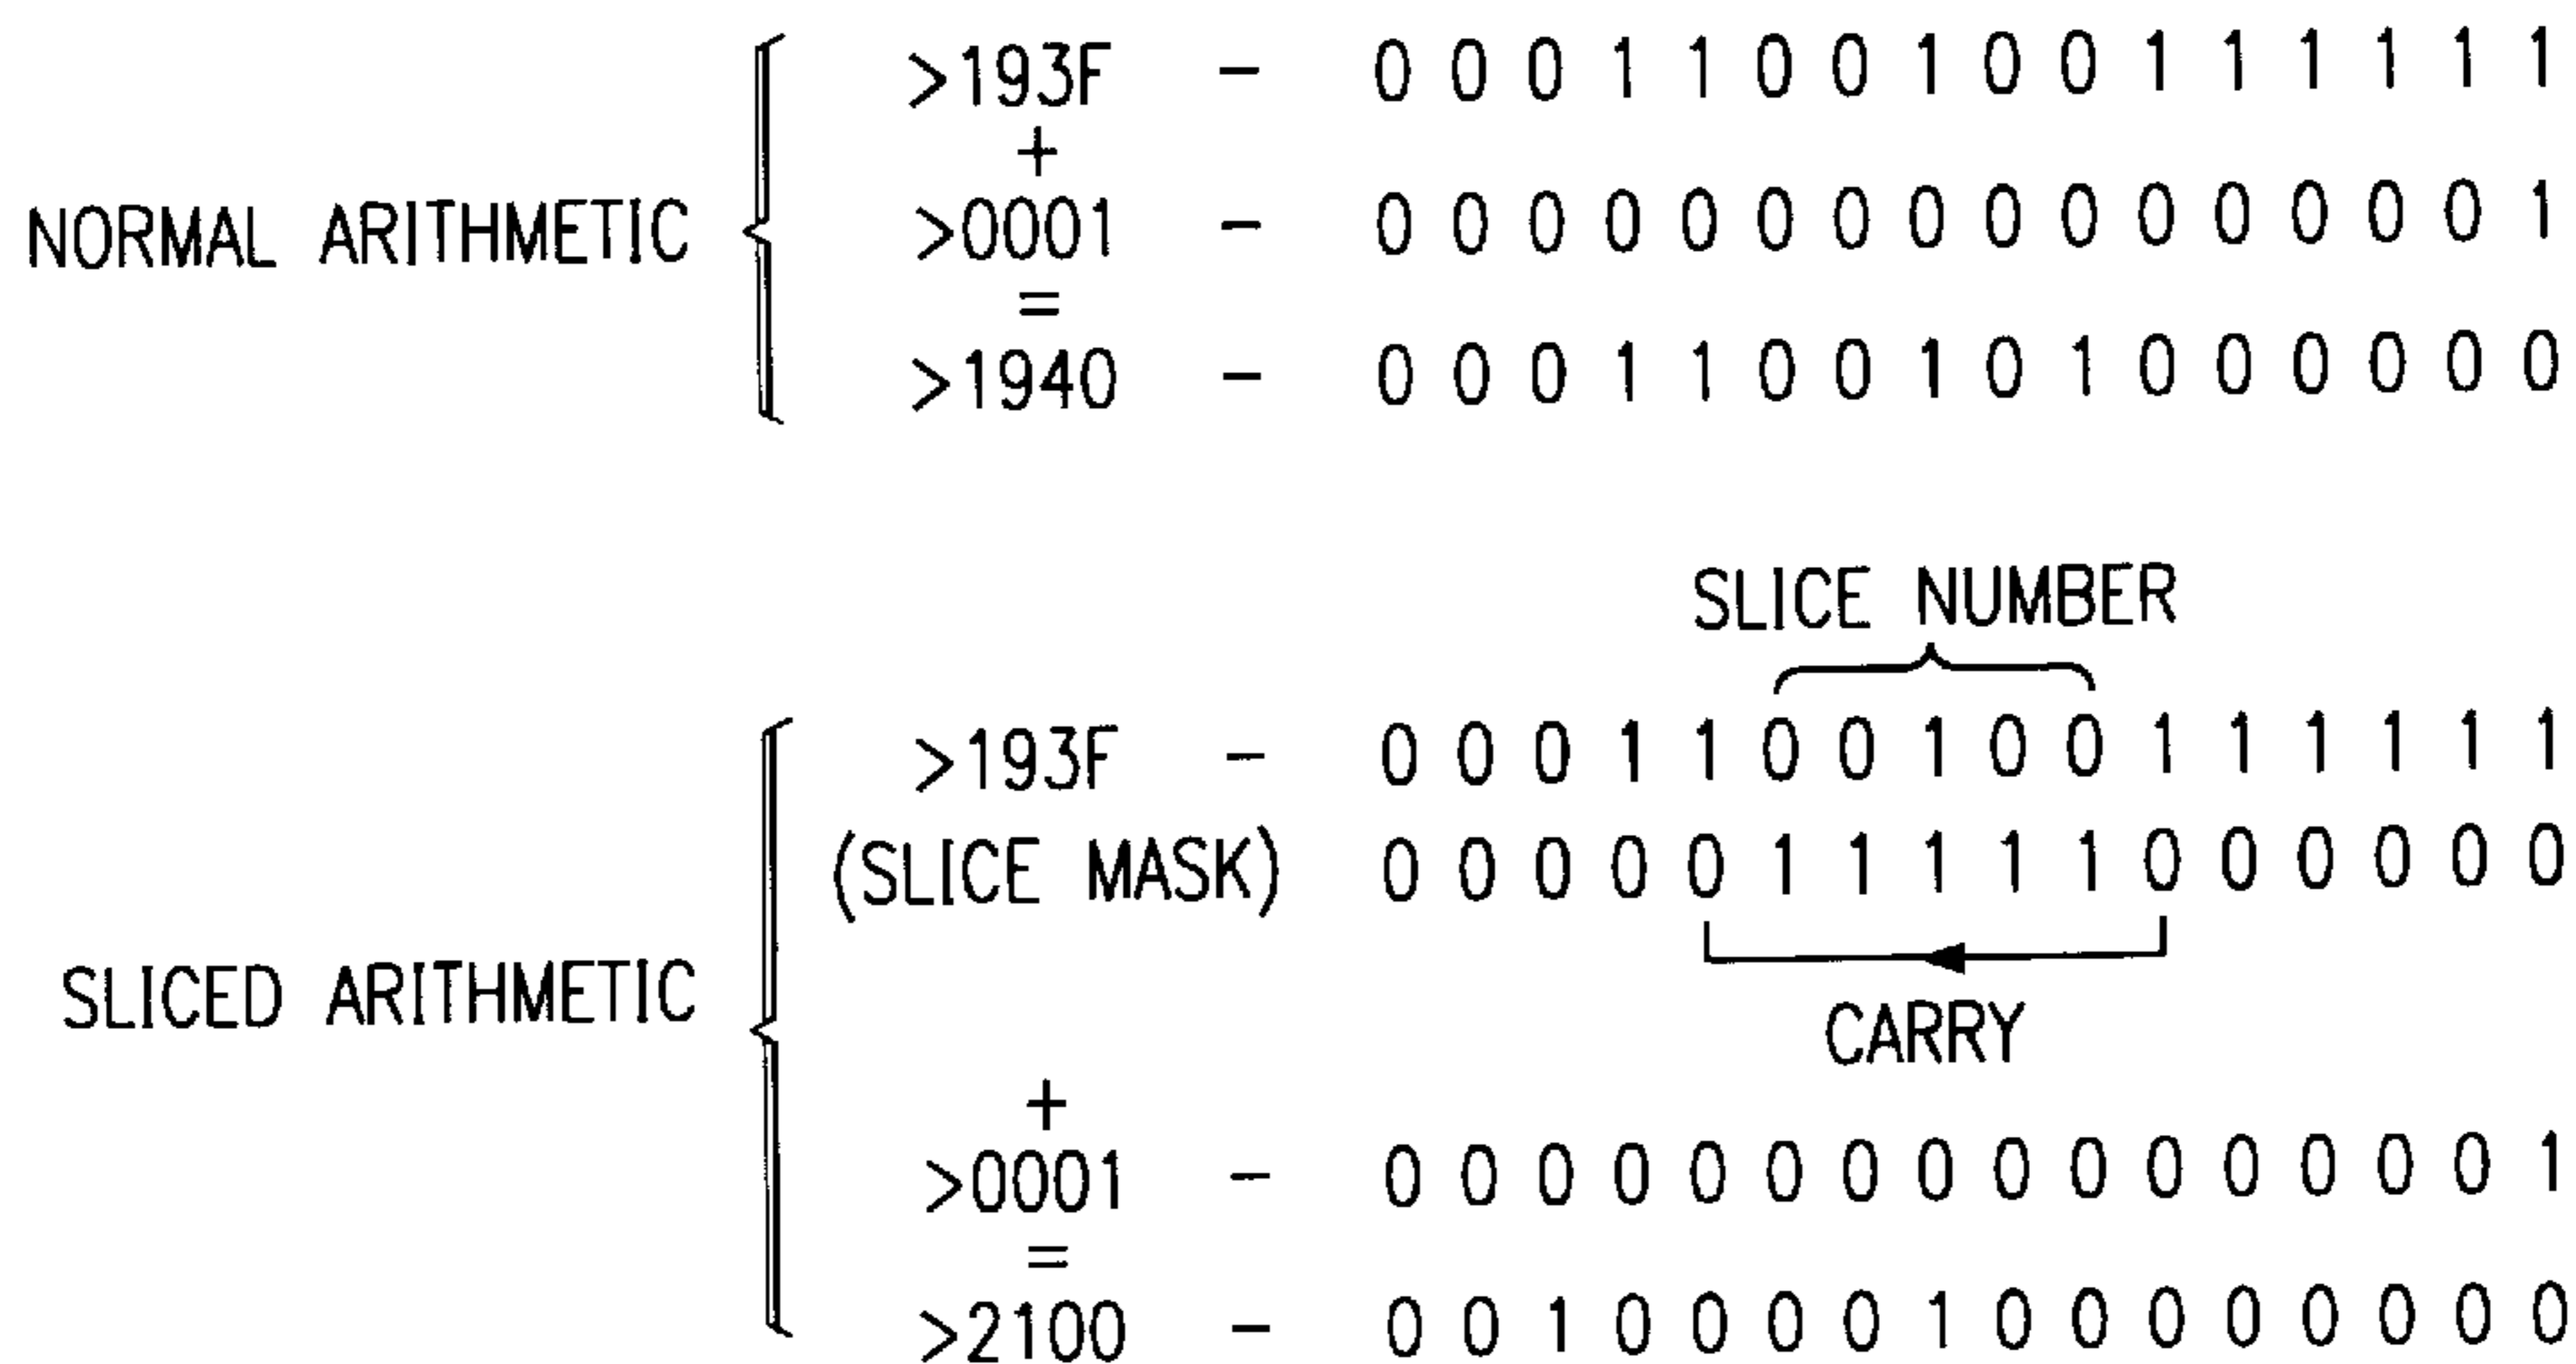 >193F - 0 0 0 1 1 0 0 1 0 0 1 1 1 1 1 1
+
NORMAL ARITHMETIC >0001 - 0 0 0 0 0 0 0 0 0 0 0 0 0 0 0 1
=
>1940 - 0 0 0 1 1 0 0 1 0 1 0 0 0 0 0 0
SLICE NUMBER
>193F - 0 0 0 1 1 0 0 1 0 0 1 1 1 1 1 1
(SLICE MASK) 0 0 0 0 0 1 1 1 1 1 0 0 0 0 0 0
SLICED ARITHMETIC
CARRY
+
>0001 - 0 0 0 0 0 0 0 0 0 0 0 0 0 0 0 1
=
>2100 - 0 0 1 0 0 0 0 1 0 0 0 0 0 0 0 0